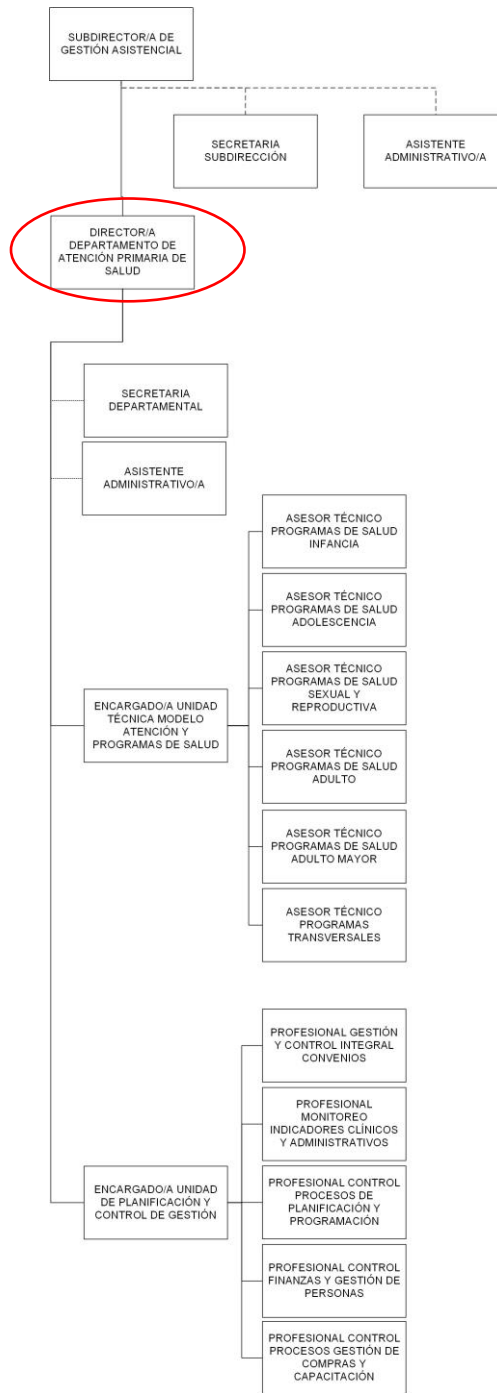 SUBDIRECTOR/A DE
GESTIÓN ASISTENCIAL
SECRETARIA
SUBDIRECCIÓN
ASISTENTE
ADMINISTRATIVO/A
DIRECTOR/A
DEPARTAMENTO DE
ATENCIÓN PRIMARIA DE
SALUD
SECRETARIA
DEPARTAMENTAL
ASISTENTE
ADMINISTRATIVO/A
ENCARGADO/A UNIDAD
TÉCNICA MODELO
ATENCIÓN Y
PROGRAMAS DE SALUD
ASESOR TÉCNICO
PROGRAMAS DE SALUD
INFANCIA
ASESOR TÉCNICO
PROGRAMAS DE SALUD
ADOLESCENCIA
ASESOR TÉCNICO
PROGRAMAS DE SALUD
SEXUAL Y
REPRODUCTIVA
ASESOR TÉCNICO
PROGRAMAS DE SALUD
ADULTO
ASESOR TÉCNICO
PROGRAMAS DE SALUD
ADULTO MAYOR
ASESOR TÉCNICO
PROGRAMAS
TRANSVERSALES
ENCARGADO/A UNIDAD
DE PLANIFICACIÓN Y
CONTROL DE GESTIÓN
PROFESIONAL GESTIÓN
Y CONTROL INTEGRAL
CONVENIOS
PROFESIONAL
MONITOREO
INDICADORES CLÍNICOS
Y ADMINISTRATIVOS
PROFESIONAL CONTROL
PROCESOS DE
PLANIFICACIÓN Y
PROGRAMACIÓN
PROFESIONAL CONTROL
FINANZAS Y GESTIÓN DE
PERSONAS
PROFESIONAL CONTROL
PROCESOS GESTIÓN DE
COMPRAS Y
CAPACITACIÓN